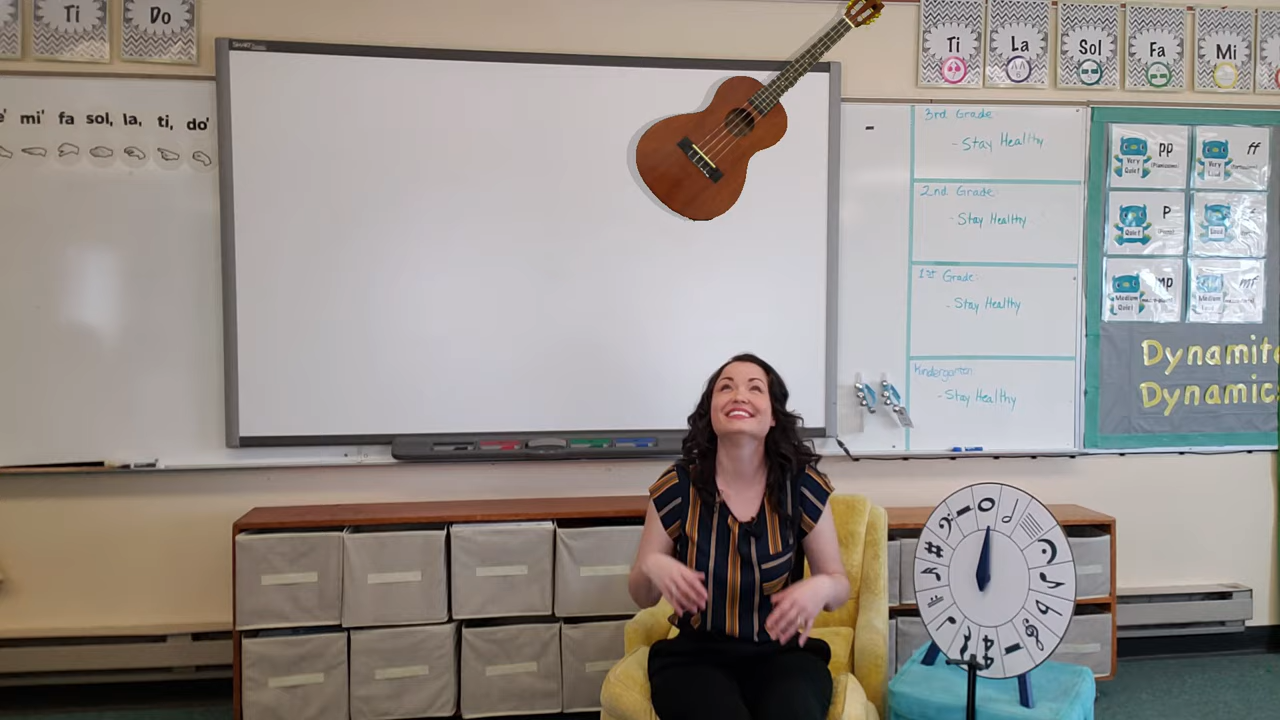 Ti
Do
Ti
La
Sol
Fa
Mi
mi' fa sol, la, ti, do'
SMART
3rd Grade:
- Stay Healthy
2nd Grade:
- Stay Healthy
1st Grade:
- Stay Healthy
Kindergarten
- Stay Healthy
pp
Very Quiet
ff
Very Loud
P
Quiet
f
Loud
mp
Medium Quiet
mf
Medium Loud
Dynamite
Dynamics